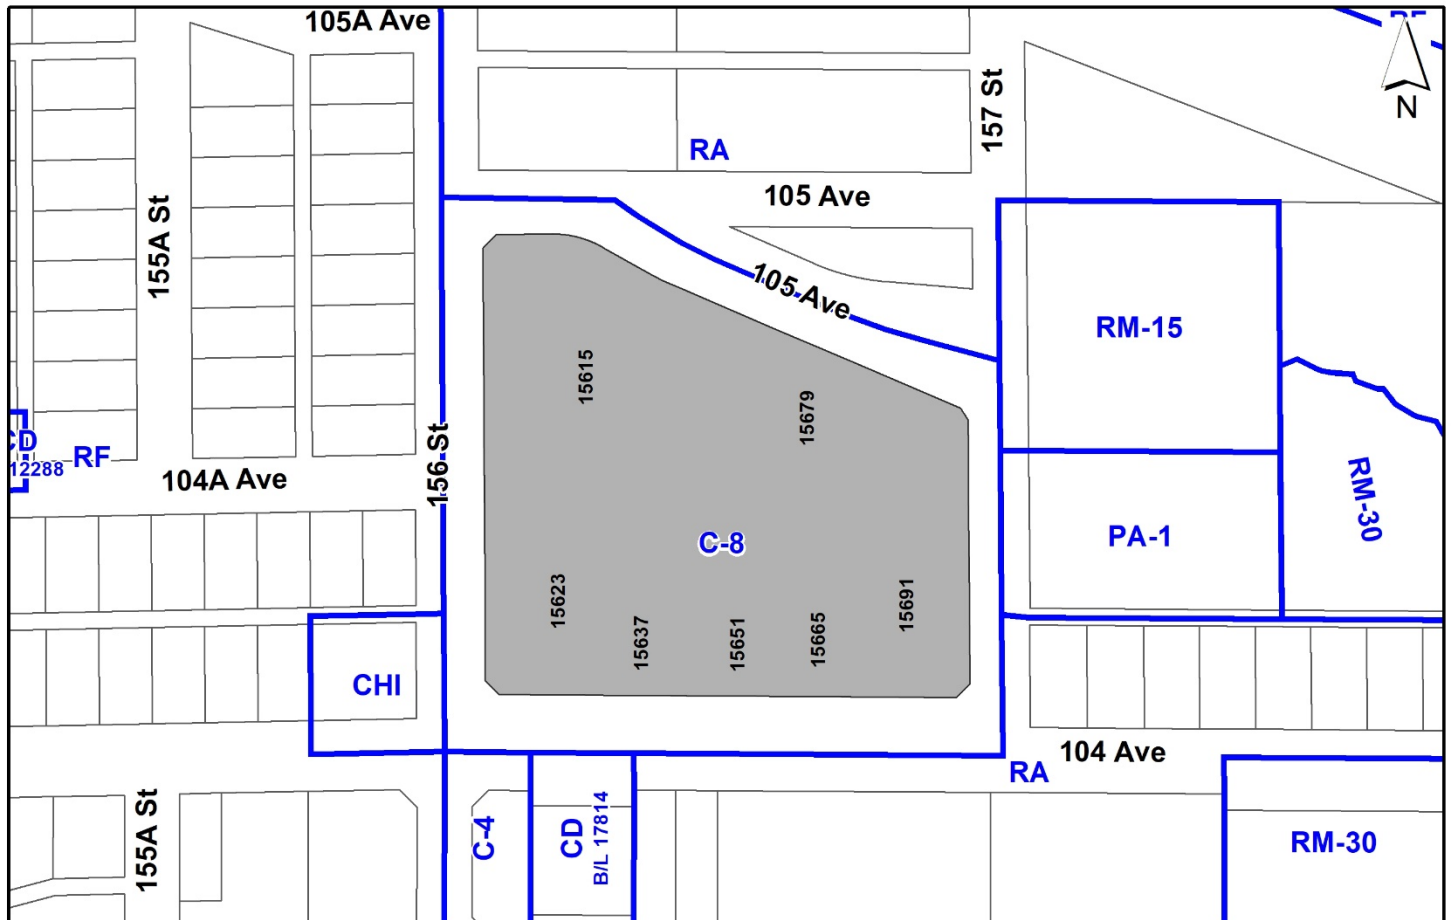 105A Ave
RF
N
157 St
RA
105 Ave
155A St
105 Ave
RM-15
15615
15679
CD
12288
RF
156 St
104A Ave
RM-30
C-8
PA-1
15623
15637
15651
15665
15691
CHI
104 Ave
RA
155A St
C-4
CD
B/L 17814
RM-30